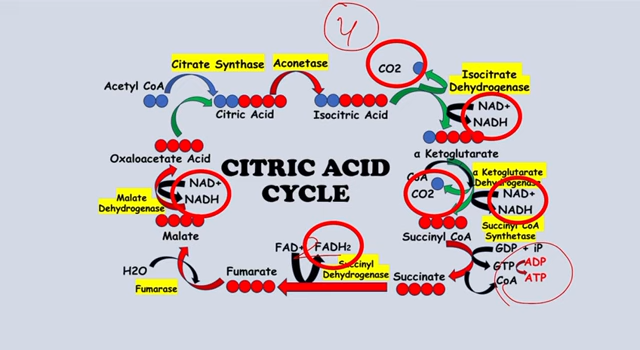 4
CO2
Citrate Synthase
Aconetase
Isocitrate
Dehydrogenase
Acetyl CoA
Citric Acid
Isocitric Acid
NAD+
NADH
α Ketoglutarate
Oxaloacetate Acid
CITRIC ACID
CYCLE
CoA
CO2
α Ketoglutarate
Dehydrogenase
NAD+
NADH
Malate
Dehydrogenase
NAD+
NADH
Succinyl CoA
Synthetase
Succinyl CoA
Malate
GDP + iP
GTP
ADP
ATP
CoA
FAD+
FADH₂
Succinyl
Dehydrogenase
H2O
Fumarase
Fumarate
Succinate